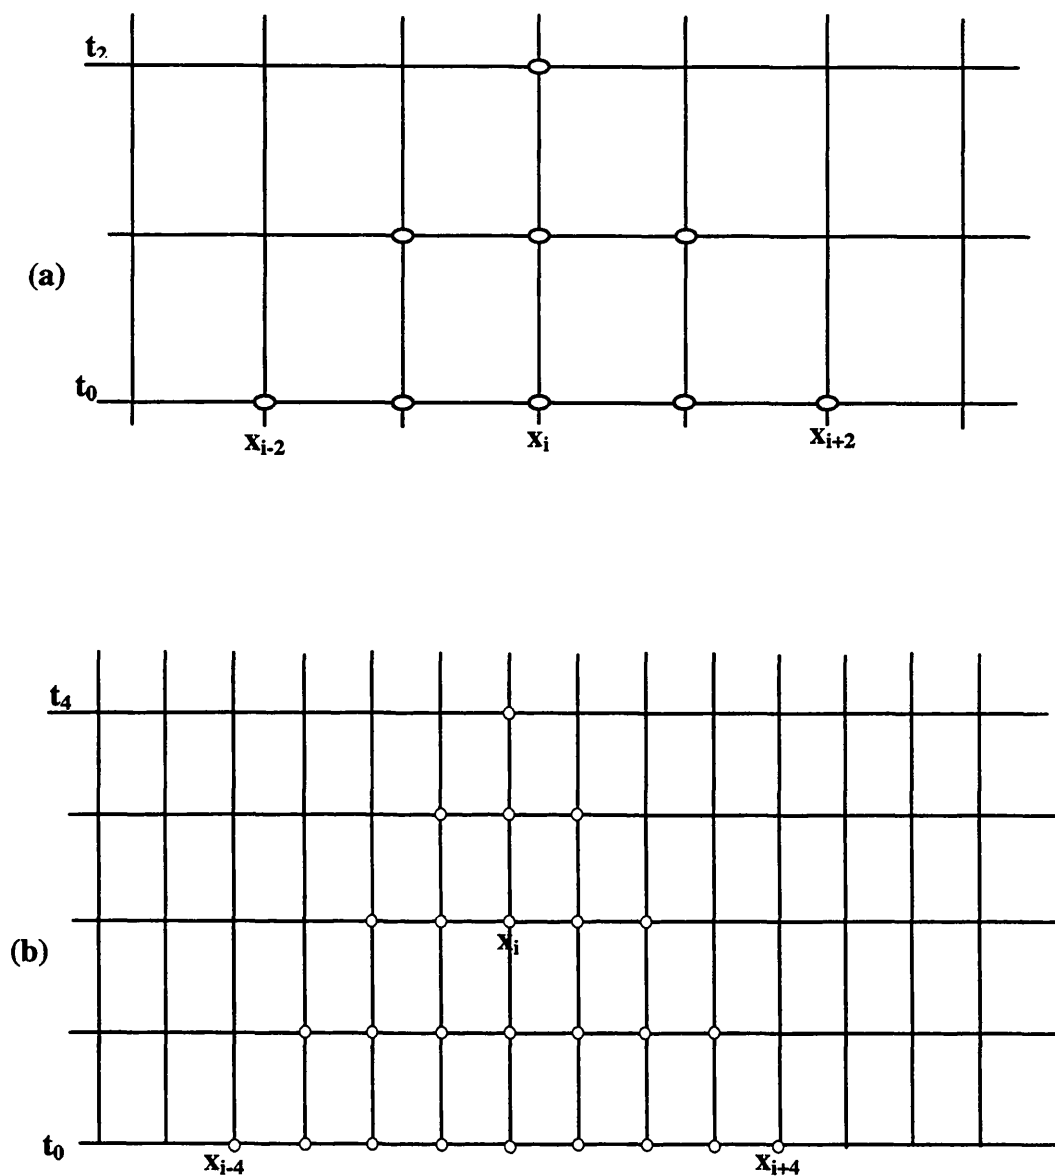 t₂
(a)
t₀
xᵢ₋₂ xᵢ xᵢ₊₂
t₄
(b)
xᵢ
t₀
xᵢ₋₄ xᵢ₊₄